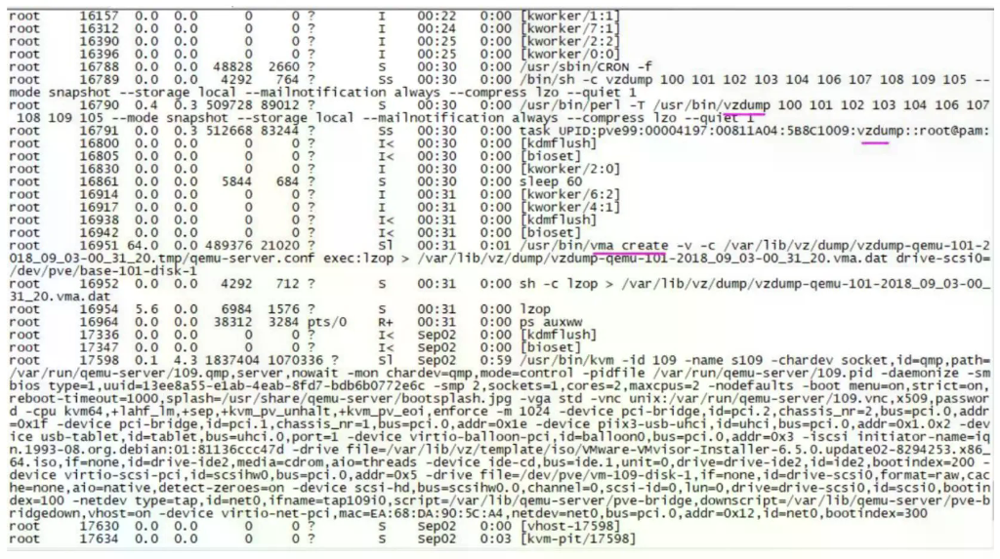 root 16157 0.0 0.0 0 0 ? I 00:22 0:00 [kworker/1:1]
root 16312 0.0 0.0 0 0 ? I 00:24 0:00 [kworker/7:1]
root 16390 0.0 0.0 0 0 ? I 00:25 0:00 [kworker/2:2]
root 16396 0.0 0.0 0 0 ? I 00:25 0:00 [kworker/0:0]
root 16788 0.0 0.0 48828 2660 ? S 00:30 0:00 /usr/sbin/CRON -f
root 16789 0.0 0.0 4292 764 ? Ss 00:30 0:00 /bin/sh -c vzdump 100 101 102 103 104 106 107 108 109 105 --
mode snapshot --storage local --mailnotification always --compress lzo --quiet 1
root 16790 0.4 0.3 509728 89012 ? S 00:30 0:00 /usr/bin/perl -T /usr/bin/vzdump 100 101 102 103 104 106 107
108 109 105 --mode snapshot --storage local --mailnotification always --compress lzo --quiet 1
root 16791 0.0 0.3 512668 83244 ? Ss 00:30 0:00 task UPID:pve99:00004197:00811A04:5B8C1009:vzdump::root@pam:
root 16800 0.0 0.0 0 0 ? I< 00:30 0:00 [kdmflush]
root 16805 0.0 0.0 0 0 ? I< 00:30 0:00 [bioset]
root 16830 0.0 0.0 0 0 ? I 00:30 0:00 [kworker/2:0]
root 16861 0.0 0.0 5844 684 ? S 00:30 0:00 sleep 60
root 16914 0.0 0.0 0 0 ? I 00:31 0:00 [kworker/6:2]
root 16917 0.0 0.0 0 0 ? I 00:31 0:00 [kworker/4:1]
root 16938 0.0 0.0 0 0 ? I< 00:31 0:00 [kdmflush]
root 16942 0.0 0.0 0 0 ? I< 00:31 0:00 [bioset]
root 16951 64.0 0.0 489376 21020 ? Sl 00:31 0:01 /usr/bin/vma create -v -c /var/lib/vz/dump/vzdump-qemu-101-2
018_09_03-00_31_20.tmp/qemu-server.conf exec:lzop > /var/lib/vz/dump/vzdump-qemu-101-2018_09_03-00_31_20.vma.dat drive-scsi0=
/dev/pve/base-101-disk-1
root 16952 0.0 0.0 4292 712 ? S 00:31 0:00 sh -c lzop > /var/lib/vz/dump/vzdump-qemu-101-2018_09_03-00_
31_20.vma.dat
root 16954 5.6 0.0 6984 1576 ? S 00:31 0:00 lzop
root 16964 0.0 0.0 38312 3284 pts/0 R+ 00:31 0:00 ps auxww
root 17336 0.0 0.0 0 0 ? I< Sep02 0:00 [kdmflush]
root 17347 0.0 0.0 0 0 ? I< Sep02 0:00 [bioset]
root 17598 0.1 4.3 1837404 1070336 ? Sl Sep02 0:59 /usr/bin/kvm -id 109 -name s109 -chardev socket,id=qmp,path=
/var/run/qemu-server/109.qmp,server,nowait -mon chardev=qmp,mode=control -pidfile /var/run/qemu-server/109.pid -daemonize -sm
bios type=1,uuid=13ee8a55-e1ab-4eab-8fd7-bdb6b0772e6c -smp 2,sockets=1,cores=2,maxcpus=2 -nodefaults -boot menu=on,strict=on,
reboot-timeout=1000,splash=/usr/share/qemu-server/bootsplash.jpg -vga std -vnc unix:/var/run/qemu-server/109.vnc,x509,passwor
d -cpu kvm64,+lahf_lm,+sep,+kvm_pv_unhalt,+kvm_pv_eoi,enforce -m 1024 -device pci-bridge,id=pci.2,chassis_nr=2,bus=pci.0,addr
=0x1f -device pci-bridge,id=pci.1,chassis_nr=1,bus=pci.0,addr=0x1e -device piix3-usb-uhci,id=uhci,bus=pci.0,addr=0x1.0x2 -dev
ice usb-tablet,id=tablet,bus=uhci.0,port=1 -device virtio-balloon-pci,id=balloon0,bus=pci.0,addr=0x3 -iscsi initiator-name=iq
n.1993-08.org.debian:01:81136cccc47d -drive file=/var/lib/vz/template/iso/VMware-VMvisor-Installer-6.5.0.update02-8294253.x86_
64.iso,if=none,id=drive-ide2,media=cdrom,aio=threads -device ide-cd,bus=ide.1,unit=0,drive=drive-ide2,id=ide2,bootindex=200 -
device virtio-scsi-pci,id=scsihw0,bus=pci.0,addr=0x5 -drive file=/dev/pve/vm-109-disk-1,if=none,id=drive-scsi0,format=raw,cac
he=none,aio=native,detect-zeroes=on -device scsi-hd,bus=scsihw0.0,channel=0,scsi-id=0,lun=0,drive=drive-scsi0,id=scsi0,bootin
dex=100 -netdev type=tap,id=net0,ifname=tap109i0,script=/var/lib/qemu-server/pve-bridge,downscript=/var/lib/qemu-server/pve-b
ridgedown,vhost=on -device virtio-net-pci,mac=EA:68:DA:90:5C:A4,netdev=net0,bus=pci.0,addr=0x12,id=net0,bootindex=300
root 17630 0.0 0.0 0 0 ? S Sep02 0:00 [vhost-17598]
root 17634 0.0 0.0 0 0 ? S Sep02 0:03 [kvm-pit/17598]